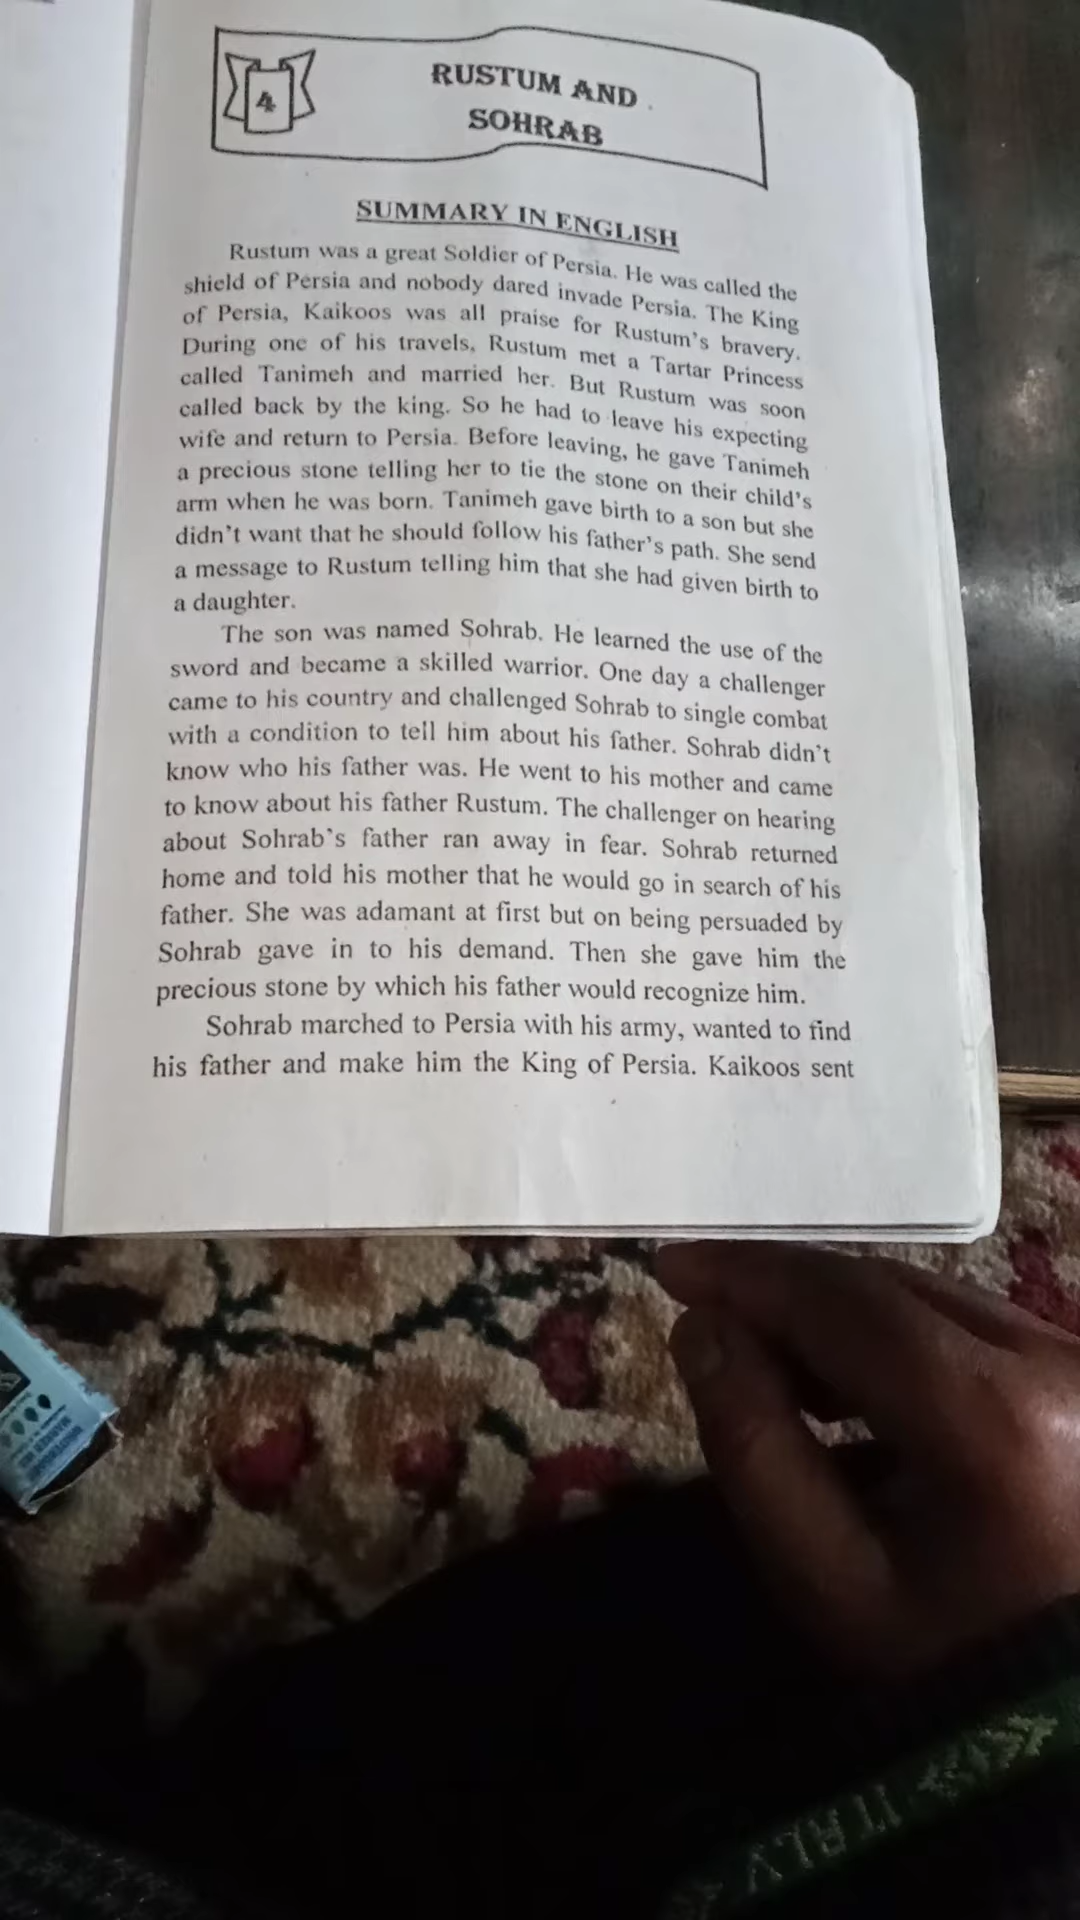 4
RUSTUM AND
SOHRAB
SUMMARY IN ENGLISH
Rustum was a great Soldier of Persia. He was called the
shield of Persia and nobody dared invade Persia. The King
of Persia, Kaikoos was all praise for Rustum's bravery.
During one of his travels, Rustum met a Tartar Princess
called Tanimeh and married her. But Rustum was soon
called back by the king. So he had to leave his expecting
wife and return to Persia. Before leaving, he gave Tanimeh
a precious stone telling her to tie the stone on their child's
arm when he was born. Tanimeh gave birth to a son but she
didn't want that he should follow his father's path. She send
a message to Rustum telling him that she had given birth to
a daughter.
The son was named Sohrab. He learned the use of the
sword and became a skilled warrior. One day a challenger
came to his country and challenged Sohrab to single combat
with a condition to tell him about his father. Sohrab didn't
know who his father was. He went to his mother and came
to know about his father Rustum. The challenger on hearing
about Sohrab's father ran away in fear. Sohrab returned
home and told his mother that he would go in search of his
father. She was adamant at first but on being persuaded by
Sohrab gave in to his demand. Then she gave him the
precious stone by which his father would recognize him.
Sohrab marched to Persia with his army, wanted to find
his father and make him the King of Persia. Kaikoos sent
ITALY